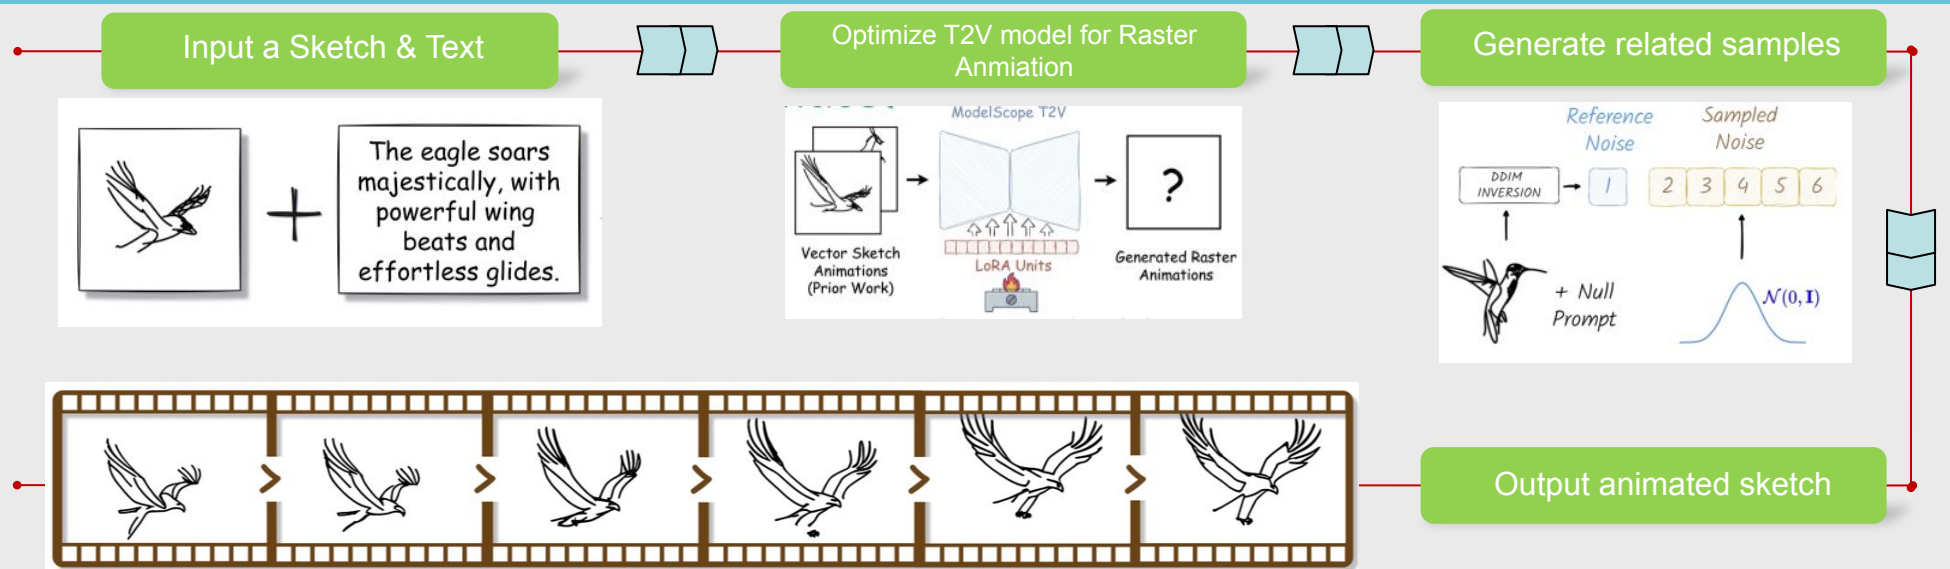 Input a Sketch & Text
Optimize T2V model for Raster
Anmiation
Generate related samples
The eagle soars
majestically, with
powerful wing
beats and
effortless glides.
ModelScope T2V
?
Vector Sketch
Animations
(Prior Work)
LoRA Units
Generated Raster
Animations
Reference
Noise
Sampled
Noise
DDIM
INVERSION
1
2 3 4 5 6
+ Null
Prompt
𝒩(0, I)
Output animated sketch